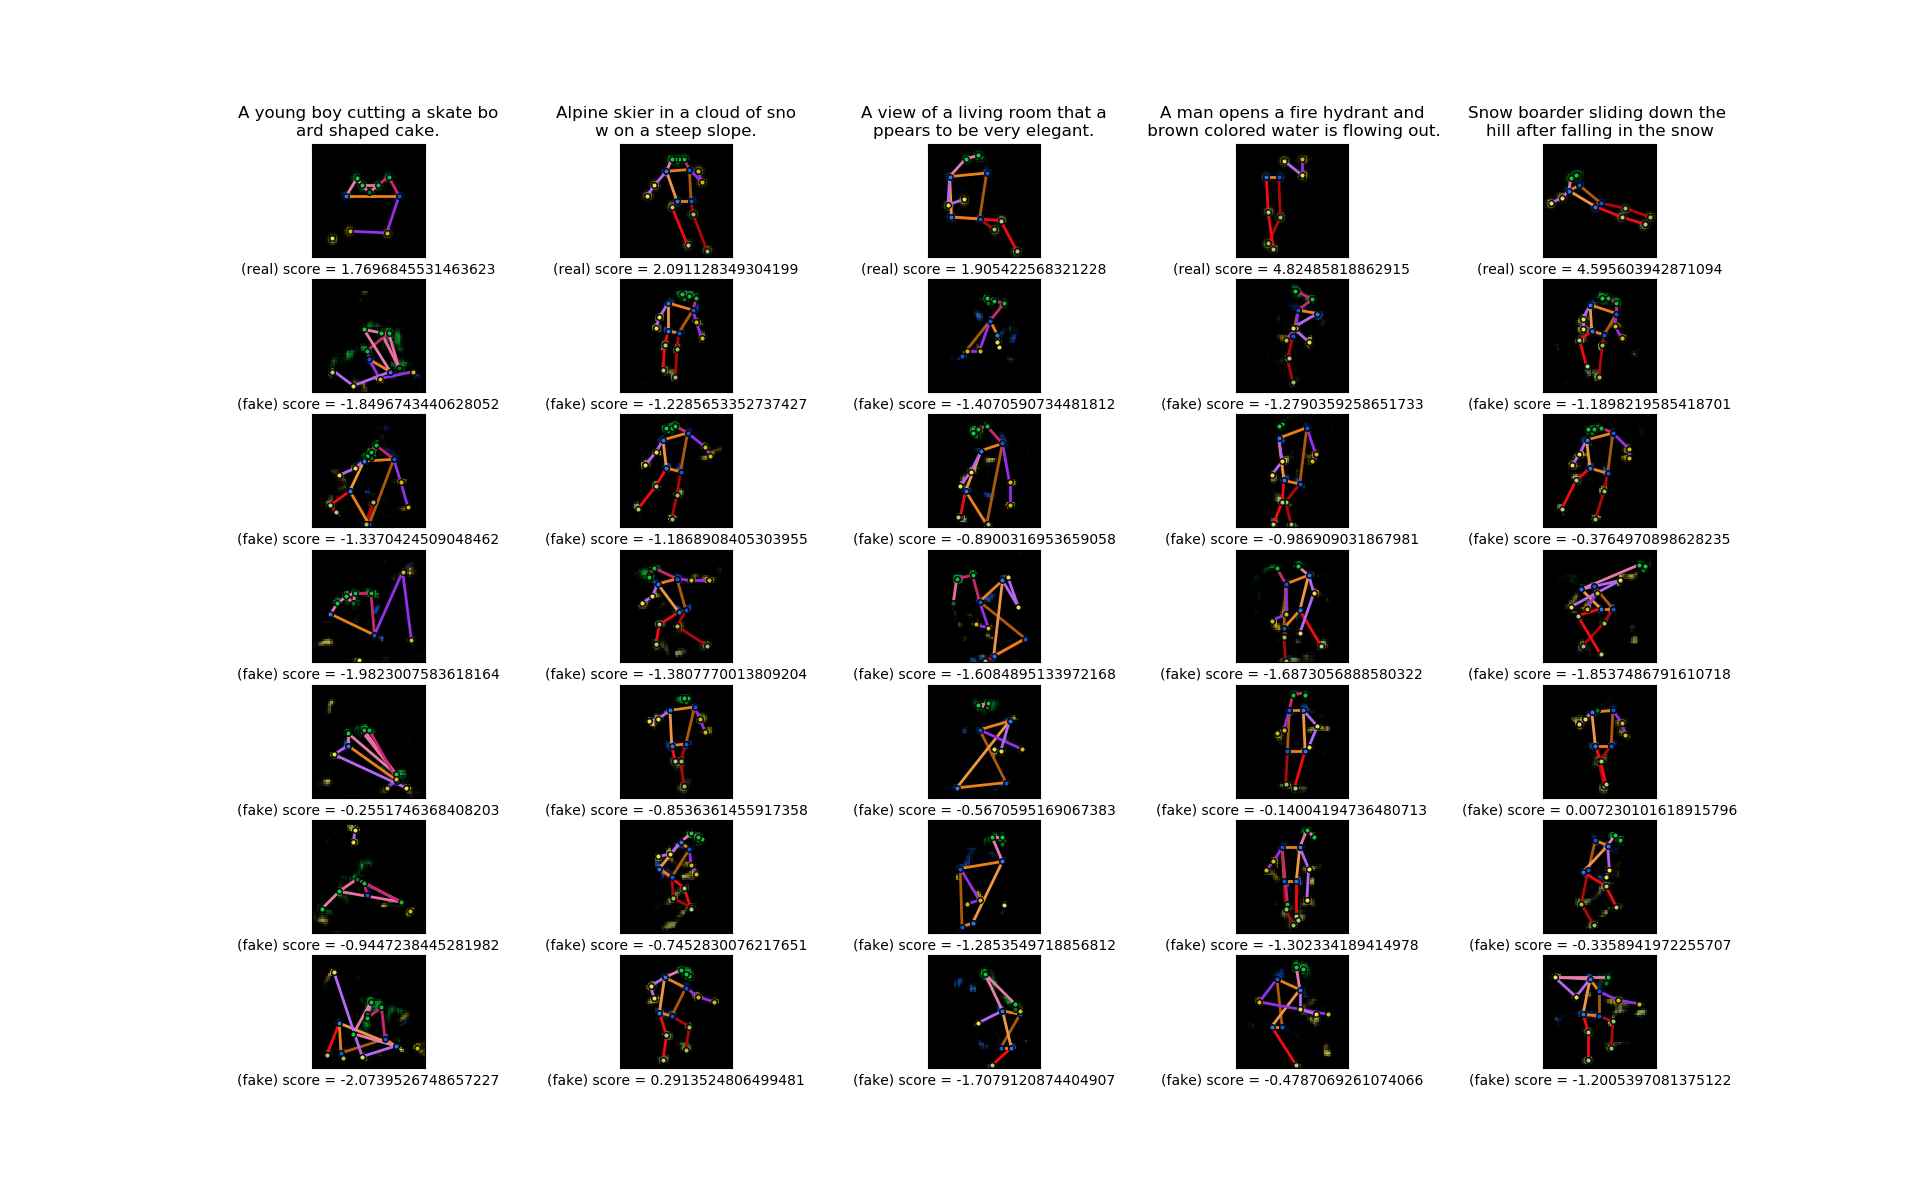 A young boy cutting a skate bo
ard shaped cake.
Alpine skier in a cloud of sno
w on a steep slope.
A view of a living room that a
ppears to be very elegant.
A man opens a fire hydrant and
brown colored water is flowing out.
Snow boarder sliding down the
hill after falling in the snow
(real) score = 1.7696845531463623
(real) score = 2.091128349304199
(real) score = 1.905422568321228
(real) score = 4.82485818862915
(real) score = 4.595603942871094
(fake) score = -1.8496743440628052
(fake) score = -1.2285653352737427
(fake) score = -1.4070590734481812
(fake) score = -1.2790359258651733
(fake) score = -1.1898219585418701
(fake) score = -1.3370424509048462
(fake) score = -1.1868908405303955
(fake) score = -0.8900316953659058
(fake) score = -0.986909031867981
(fake) score = -0.3764970898628235
(fake) score = -1.9823007583618164
(fake) score = -1.3807770013809204
(fake) score = -1.6084895133972168
(fake) score = -1.6873056888580322
(fake) score = -1.8537486791610718
(fake) score = -0.2551746368408203
(fake) score = -0.8536361455917358
(fake) score = -0.5670595169067383
(fake) score = -0.14004194736480713
(fake) score = 0.007230101618915796
(fake) score = -0.9447238445281982
(fake) score = -0.7452830076217651
(fake) score = -1.2853549718856812
(fake) score = -1.302334189414978
(fake) score = -0.3358941972255707
(fake) score = -2.0739526748657227
(fake) score = 0.2913524806499481
(fake) score = -1.7079120874404907
(fake) score = -0.4787069261074066
(fake) score = -1.2005397081375122